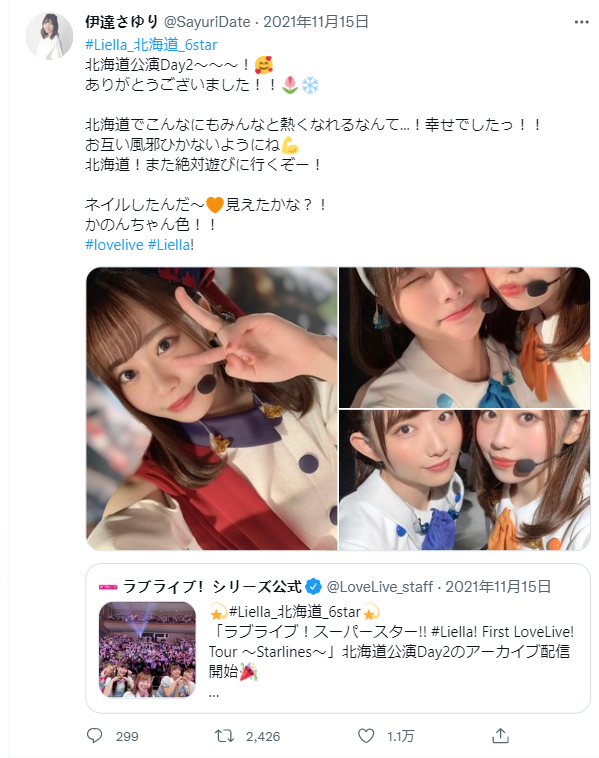 伊達さゆり @SayuriDate · 2021年11月15日
#Liella_北海道_6star
北海道公演Day2〜〜〜！🥰
ありがとうございました！！🌷❄️
北海道でこんなにもみんなと熱くなれるなんて...！幸せでしたっ！！
お互い風邪ひかないようにね💪
北海道！また絶対遊びに行くぞー！
ネイルしたんだ〜🧡見えたかな？！
かのんちゃん色！！
#lovelive #Liella!
ラブライブ！シリーズ公式 @LoveLive_staff · 2021年11月15日
💫#Liella_北海道_6star💫
「ラブライブ！スーパースター!! #Liella! First LoveLive!
Tour 〜Starlines〜」北海道公演Day2のアーカイブ配信
開始🎉
...
299 2,426 1.1万